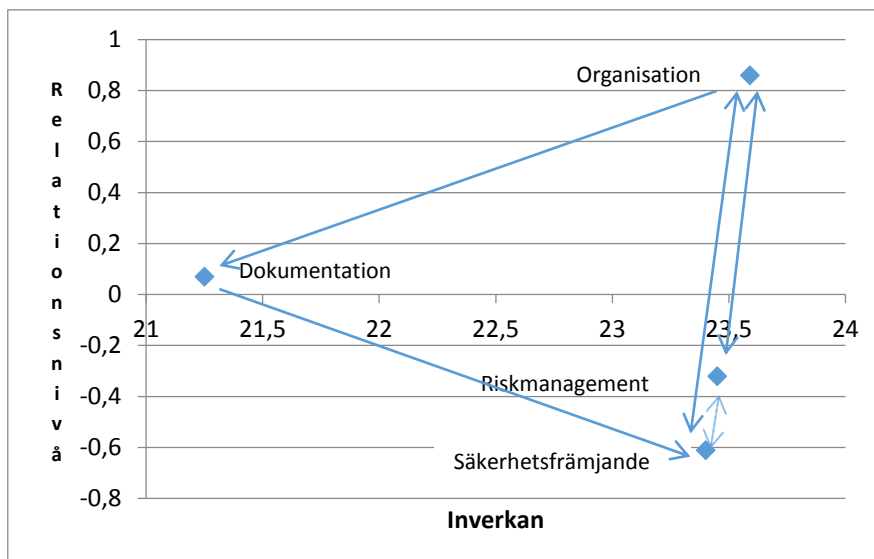 Relationsnivå
1
0,8
0,6
0,4
0,2
0
-0,2
-0,4
-0,6
-0,8
Organisation
Dokumentation
21 21,5 22 22,5 23 23,5 24
Riskmanagement
Säkerhetsfrämjande
Inverkan